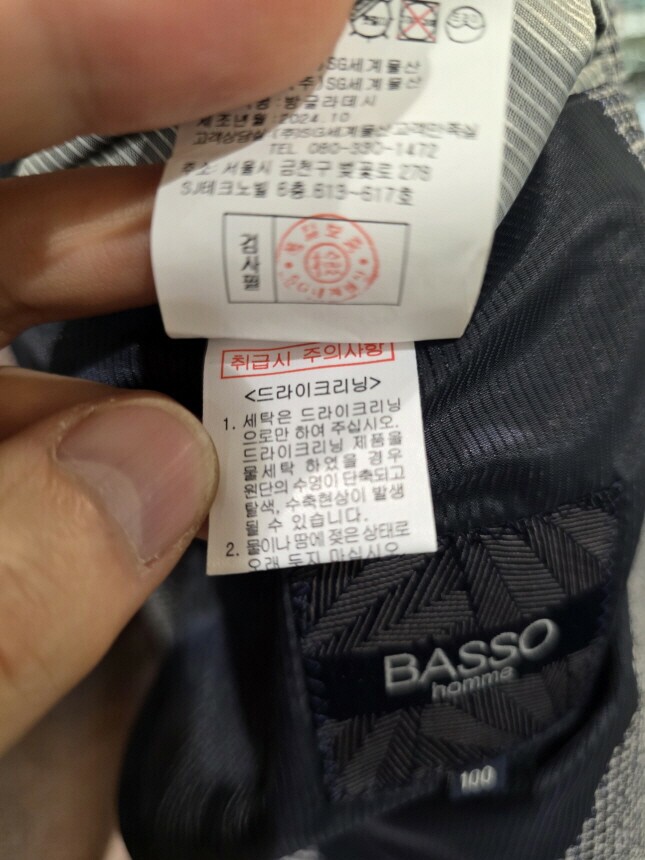 )SG세계물산
(주)SG세계물산
방글라데시
제조년월 : 2024.10
고객상담실 (주)SG세계물산고객만족실
TEL 080-330-1472
주소: 서울시 금천구 벚꽃로 278
SJ테크노빌 6층 613~617호
검사필
취급시 주의사항
<드라이크리닝>
1. 세탁은 드라이크리닝
으로만 하여 주십시오.
드라이크리닝 제품을
물세탁 하였을 경우
원단의 수명이 단축되고
탈색, 수축현상이 발생
될 수 있습니다.
2. 물이나 땀에 젖은 상태로
오래 두지 마십시오
BASSO
homme
100